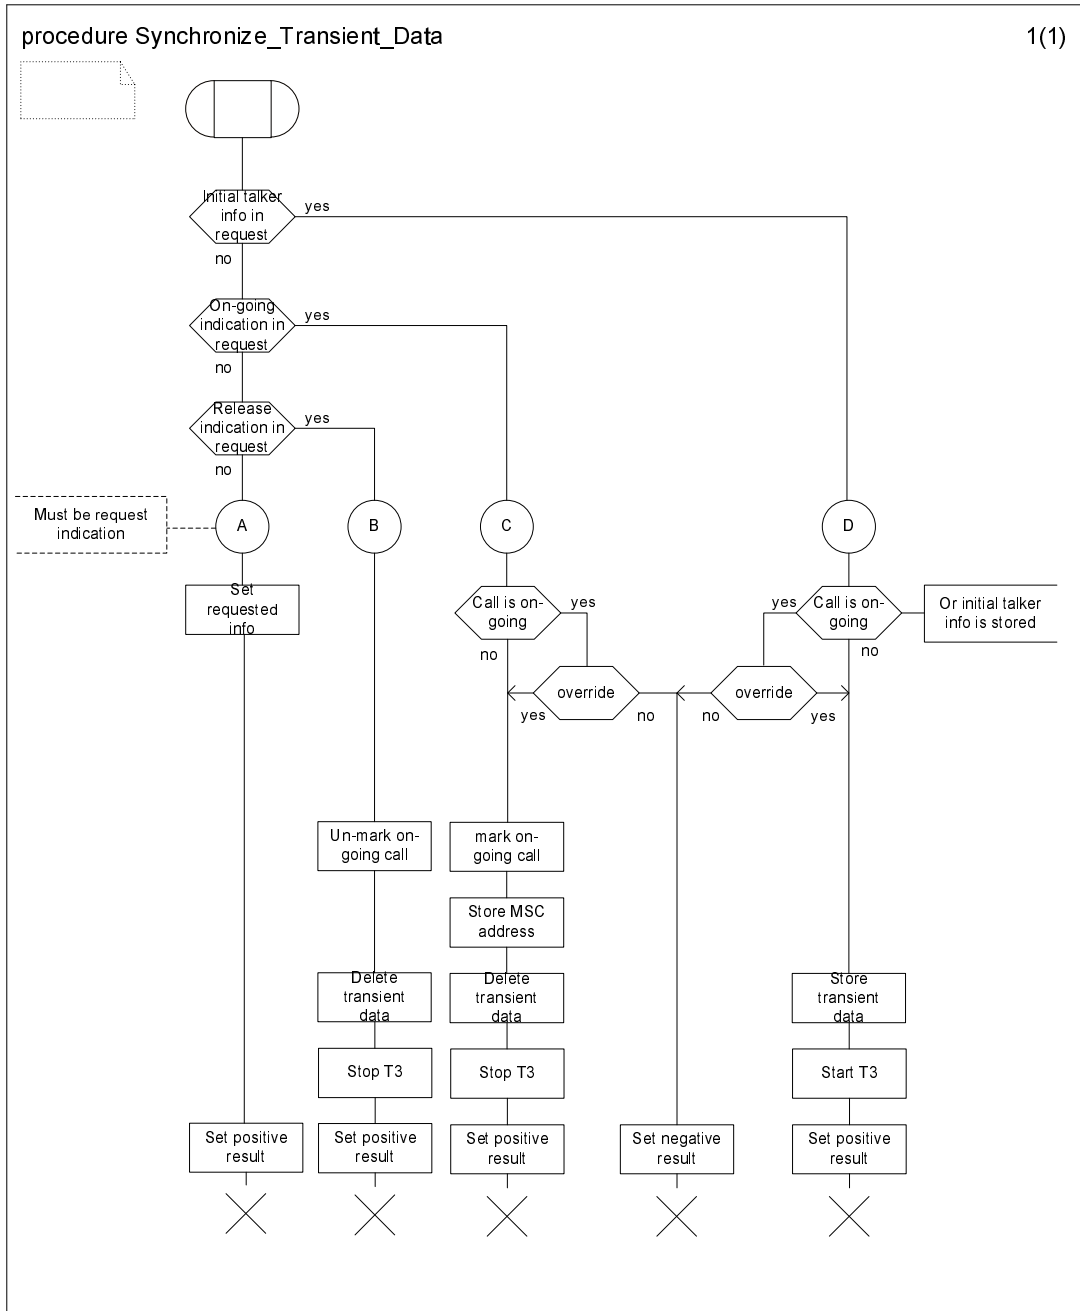 procedure Synchronize_Transient_Data
1(1)
Initial talker
info in
request
yes
no
On-going
indication in
request
yes
no
Release
indication in
request
yes
no
Must be request
indication
A
B
C
D
Set
requested
info
Call is on-
going
yes
no
yes
Call is on-
going
no
Or initial talker
info is stored
override
yes
no
override
no
yes
Un-mark on-
going call
mark on-
going call
Store MSC
address
Delete
transient
data
Delete
transient
data
Store
transient
data
Stop T3
Stop T3
Start T3
Set positive
result
Set positive
result
Set positive
result
Set negative
result
Set positive
result